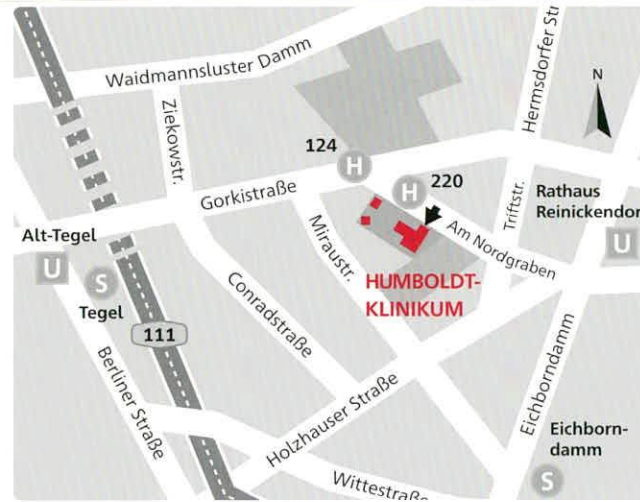 Waidmannsluster Damm
Hermsdorfer Str
Ziekowstr.
N
124
H
H
220
Gorkistraße
Rathaus
Reinickendor
U
Triftstr.
Am Nordgraben
Alt-Tegel
U
S
Tegel
Miraustr.
HUMBOLDT-
KLINIKUM
111
Conradstraße
Berliner Straße
Holzhauser Straße
Eichborndamm
Eichborn-
damm
S
Wittestraße